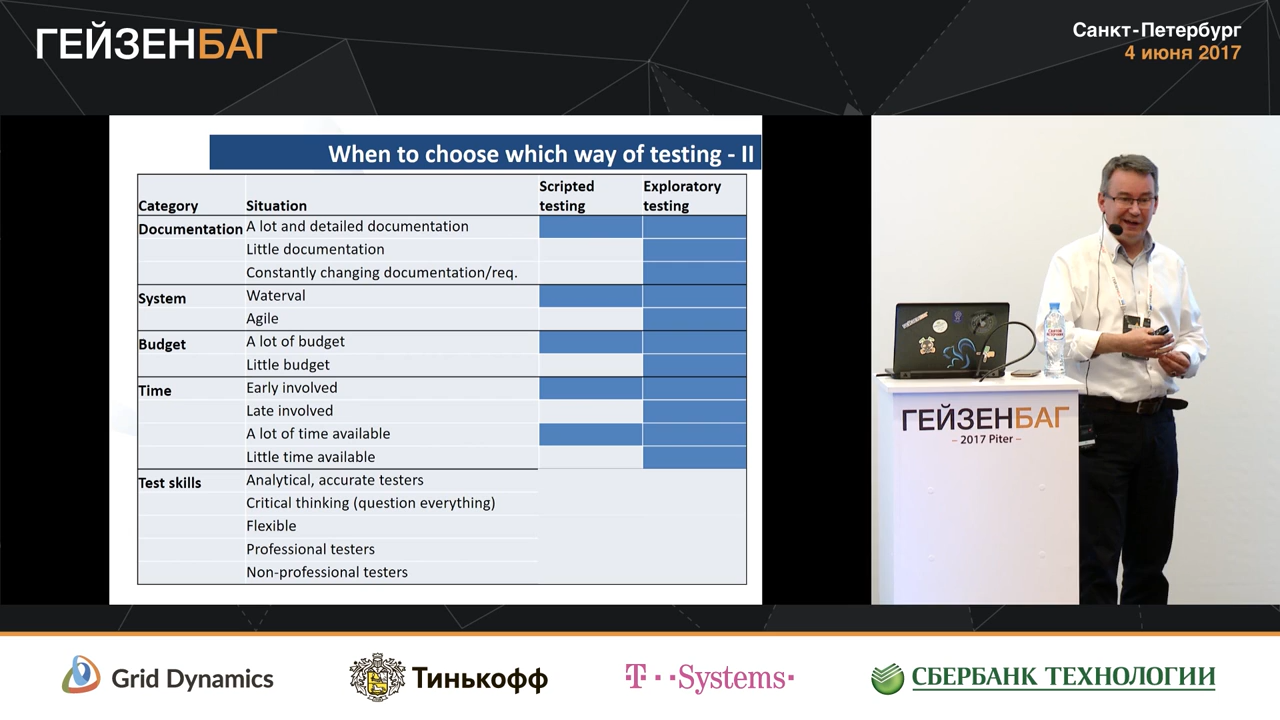 ГЕЙЗЕНБАГ
Санкт-Петербург
4 июня 2017
When to choose which way of testing - II
Category Situation Scripted testing Exploratory testing
Documentation A lot and detailed documentation
Little documentation
Constantly changing documentation/req.
System Waterval
Agile
Budget A lot of budget
Little budget
Time Early involved
Late involved
A lot of time available
Little time available
Test skills Analytical, accurate testers
Critical thinking (question everything)
Flexible
Professional testers
Non-professional testers
ГЕЙЗЕНБАГ
– 2017 Piter –
Grid Dynamics
Тинькофф
T··Systems·
СБЕРБАНК ТЕХНОЛОГИИ